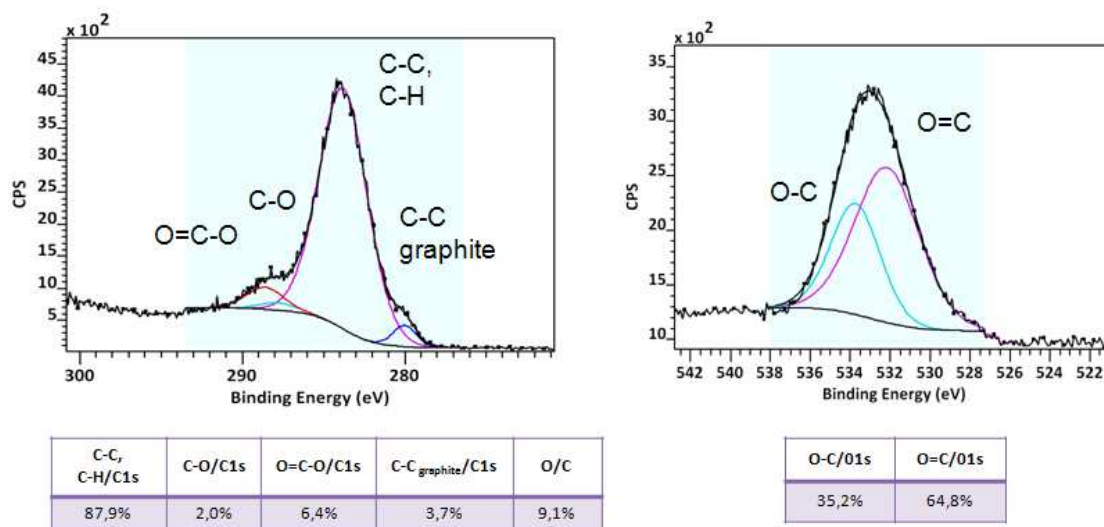 x 10²
45
40
35
30
25
20
15
10
5
CPS
C-C,
C-H
C-O
O=C-O
C-C
graphite
300 290 280
Binding Energy (eV)
x 10²
35
30
25
20
15
10
CPS
O=C
O-C
542 540 538 536 534 532 530 528 526 524 522
Binding Energy (eV)
C-C,
C-H/C1s C-O/C1s O=C-O/C1s C-C graphite/C1s O/C
87,9% 2,0% 6,4% 3,7% 9,1%
O-C/01s O=C/01s
35,2% 64,8%